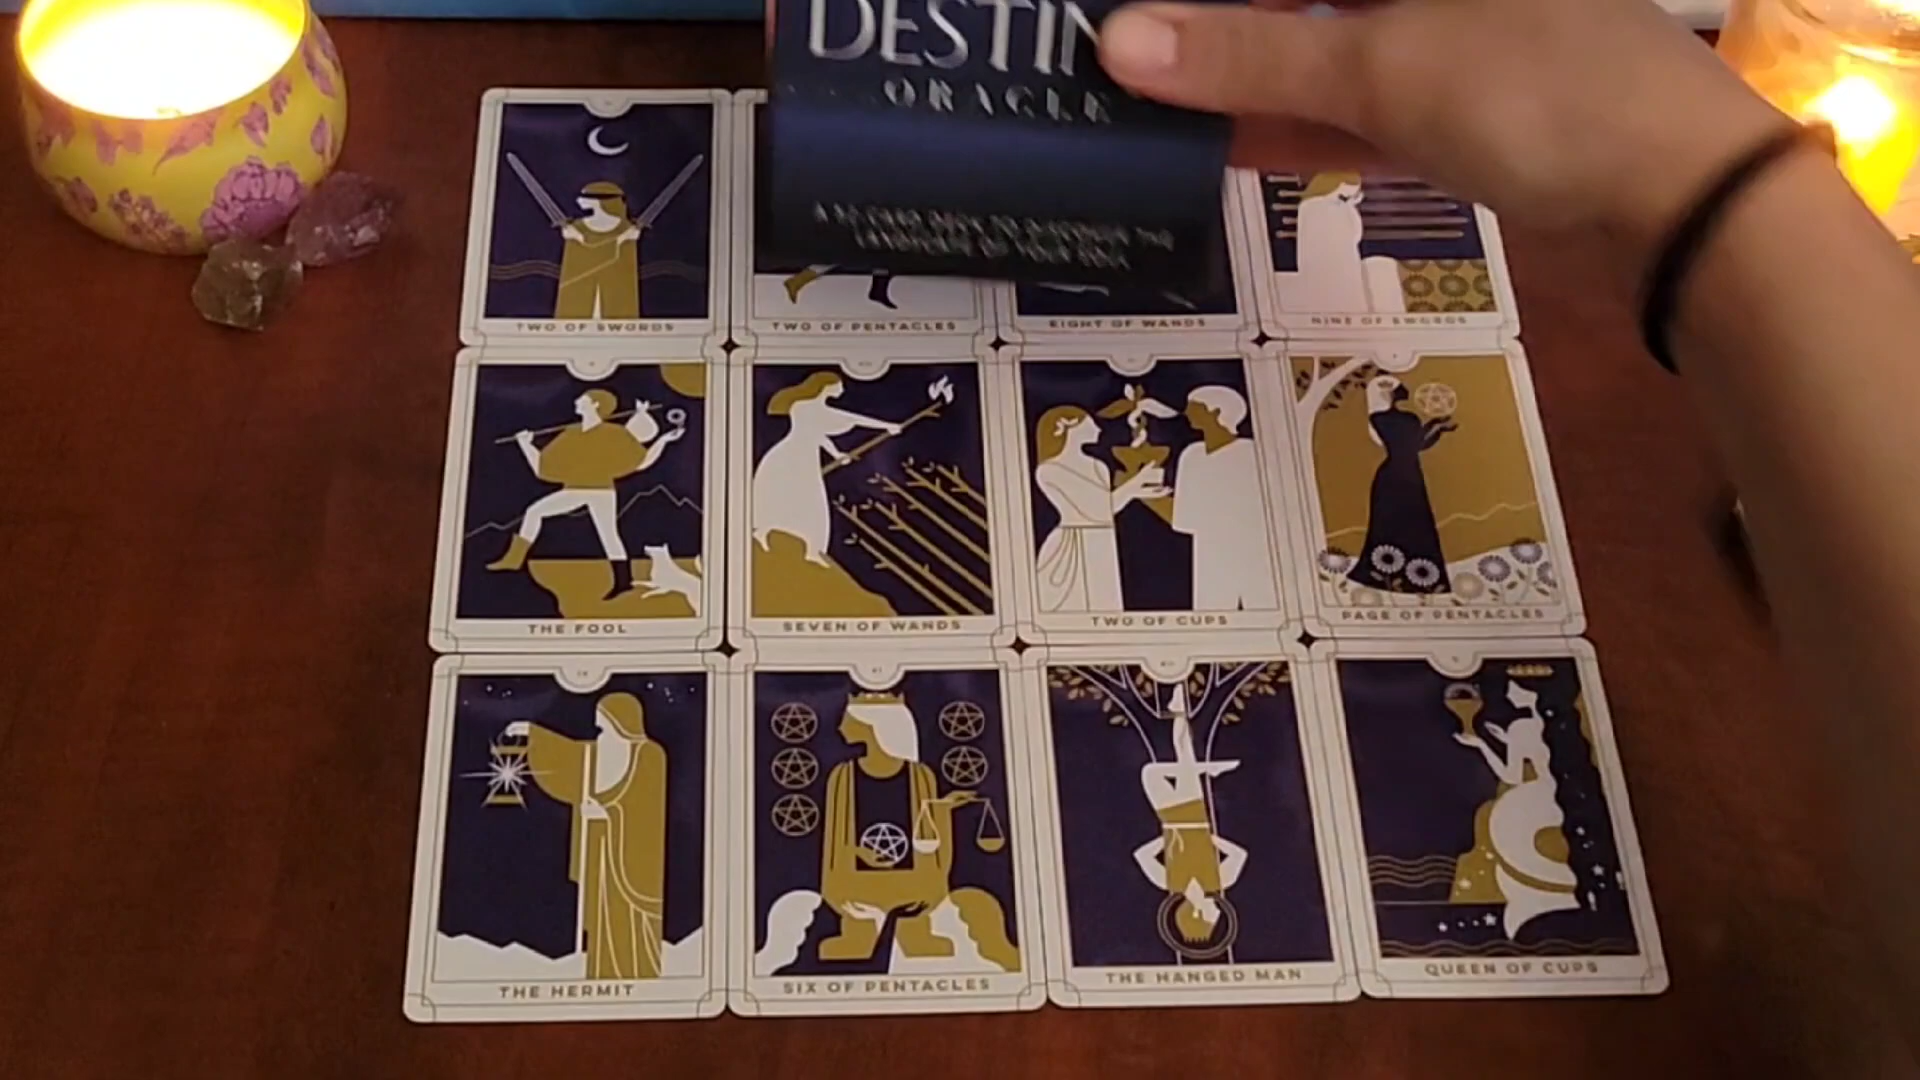 DESTIN
ORACLE
TWO OF SWORDS
TWO OF PENTACLES
EIGHT OF WANDS
NINE OF SWORDS
THE FOOL
SEVEN OF WANDS
TWO OF CUPS
PAGE OF PENTACLES
THE HERMIT
SIX OF PENTACLES
THE HANGED MAN
QUEEN OF CUPS